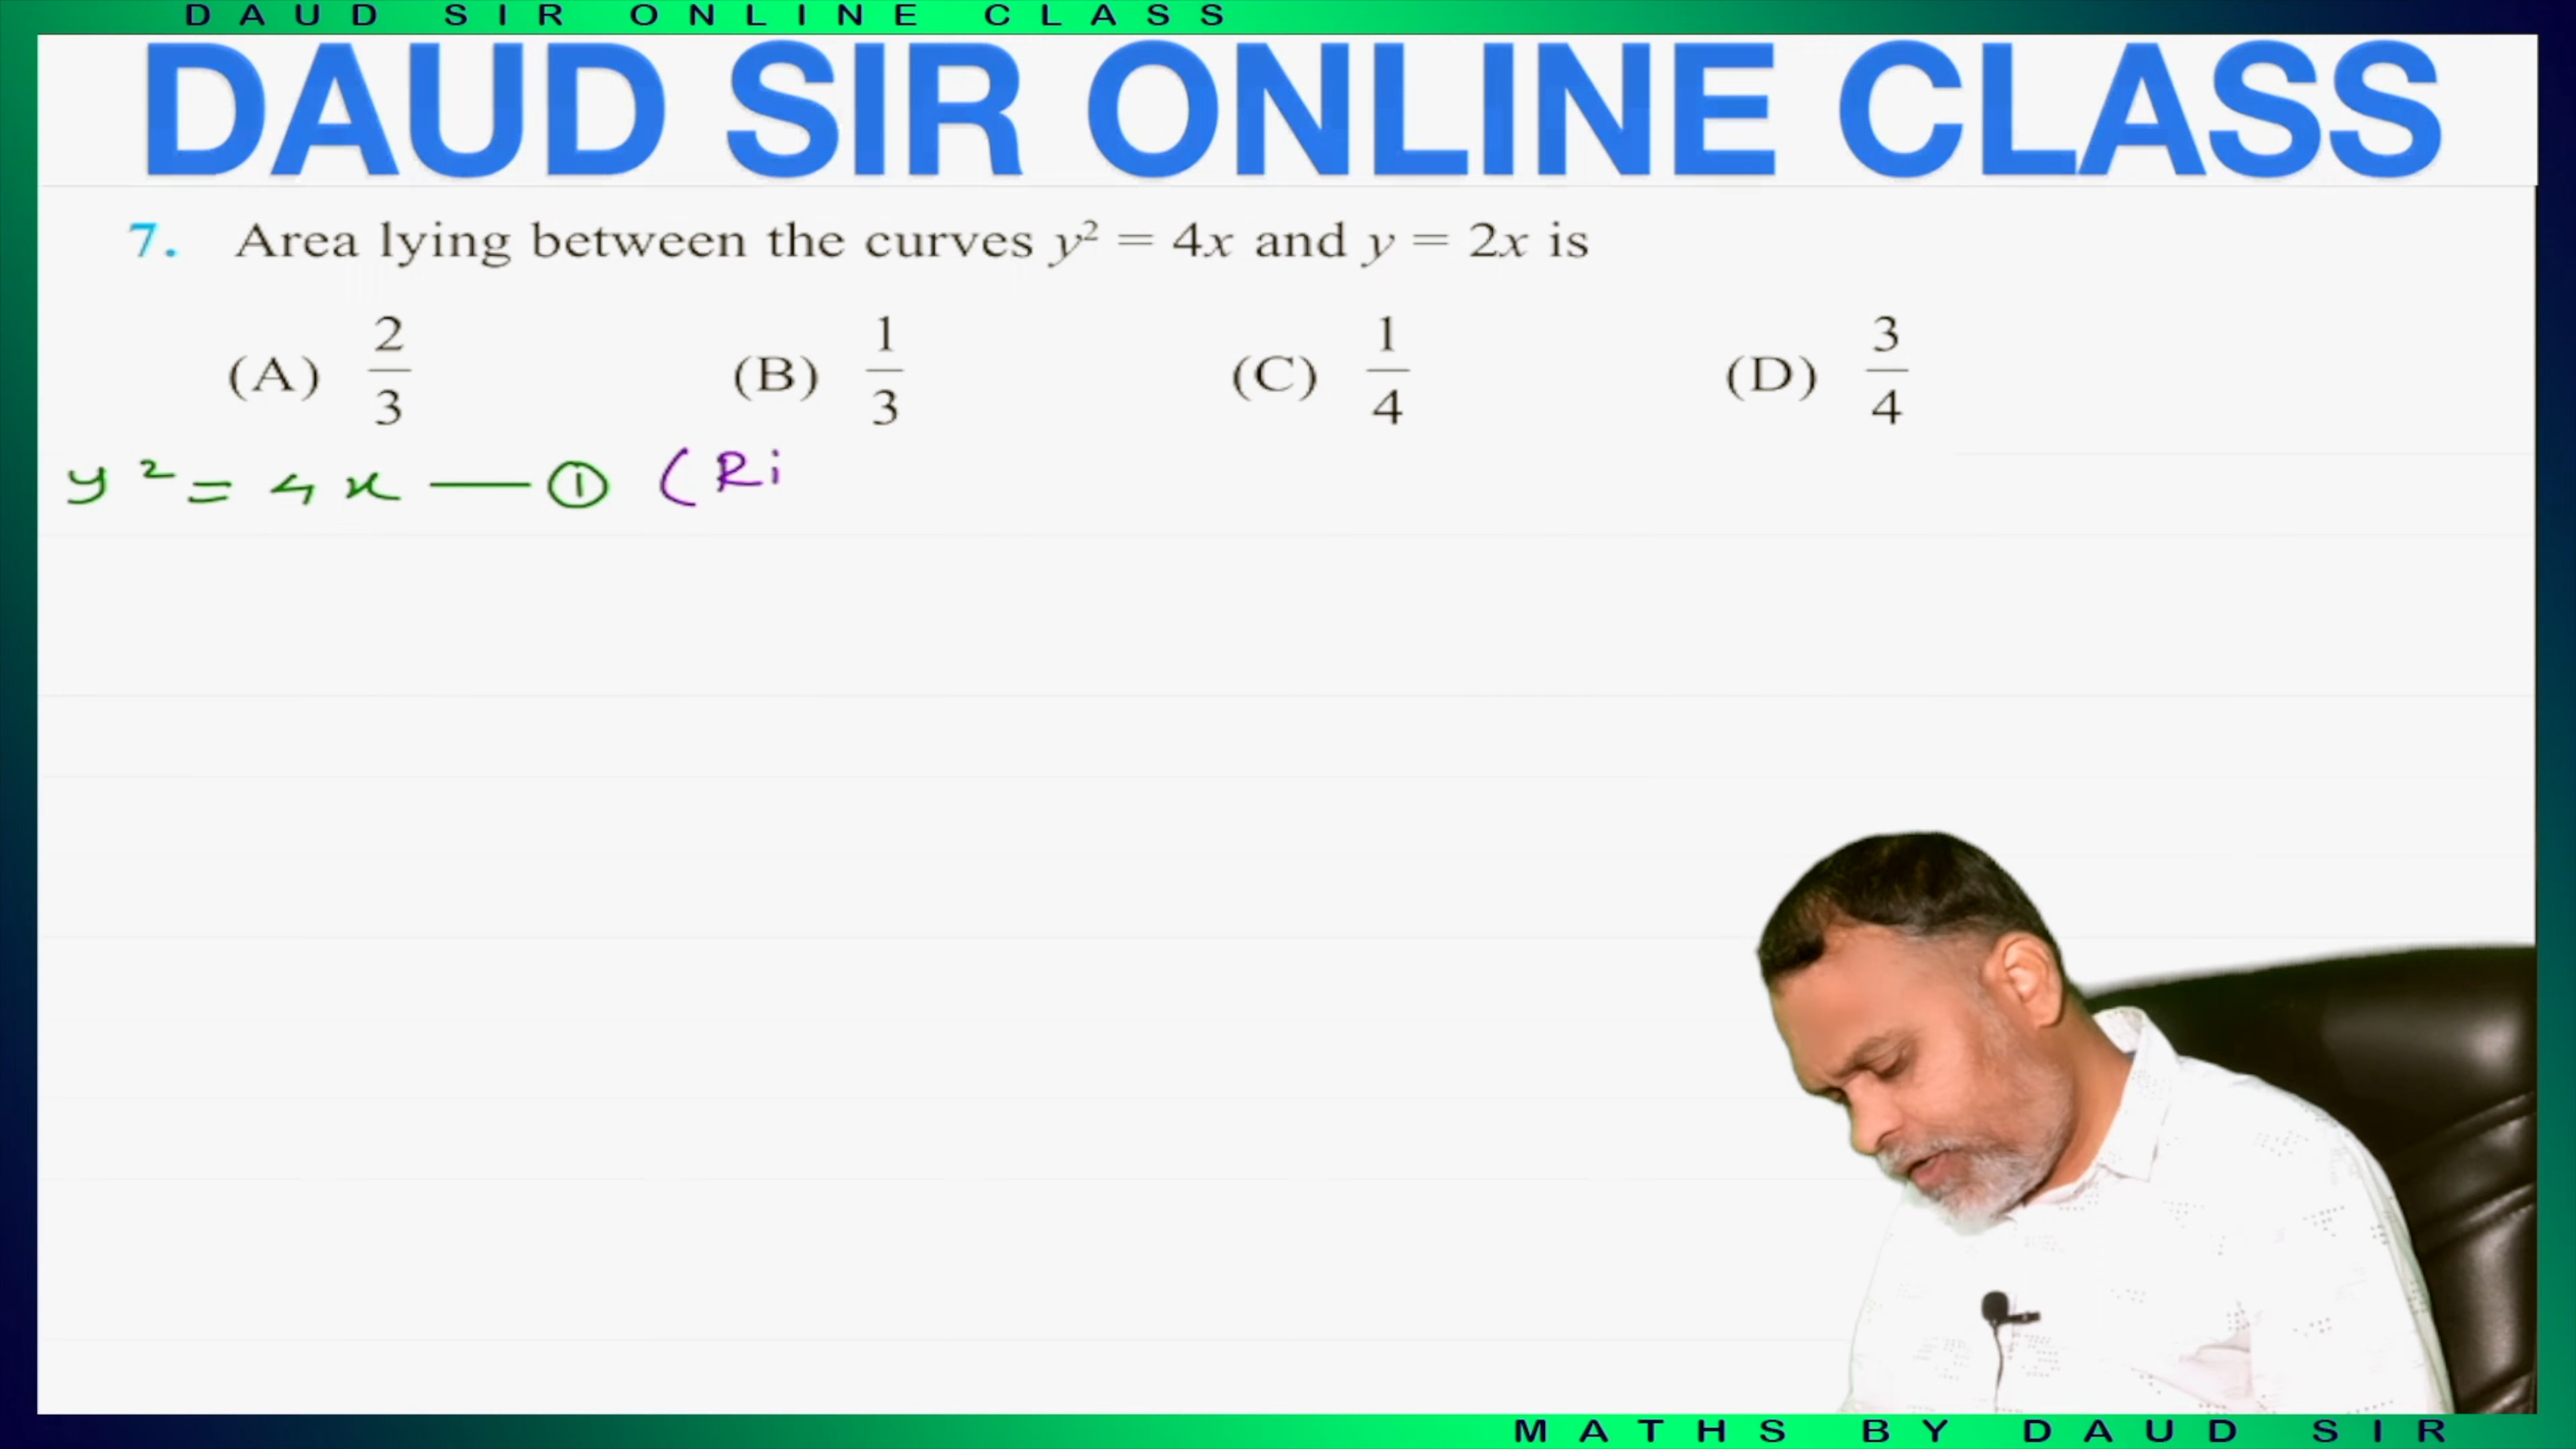 DAUD SIR ONLINE CLASS
DAUD SIR ONLINE CLASS
7. Area lying between the curves y² = 4x and y = 2x is
(A) 2/3 (B) 1/3 (C) 1/4 (D) 3/4
y² = 4x — ① (Ri
MATHS BY DAUD SIR